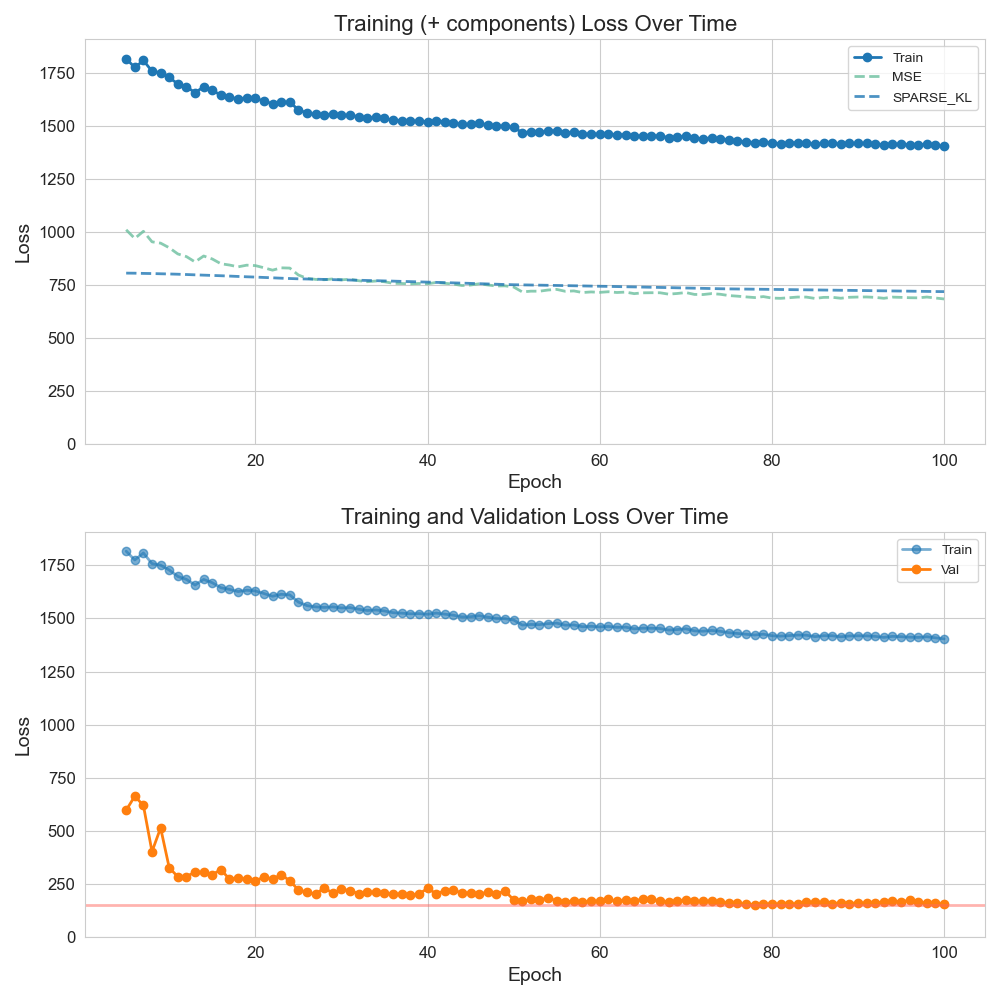 Training (+ components) Loss Over Time
Train
MSE
SPARSE_KL
1750
1500
1250
1000
750
500
250
0
Loss
20 40 60 80 100
Epoch
Training and Validation Loss Over Time
Train
Val
1750
1500
1250
1000
750
500
250
0
Loss
20 40 60 80 100
Epoch